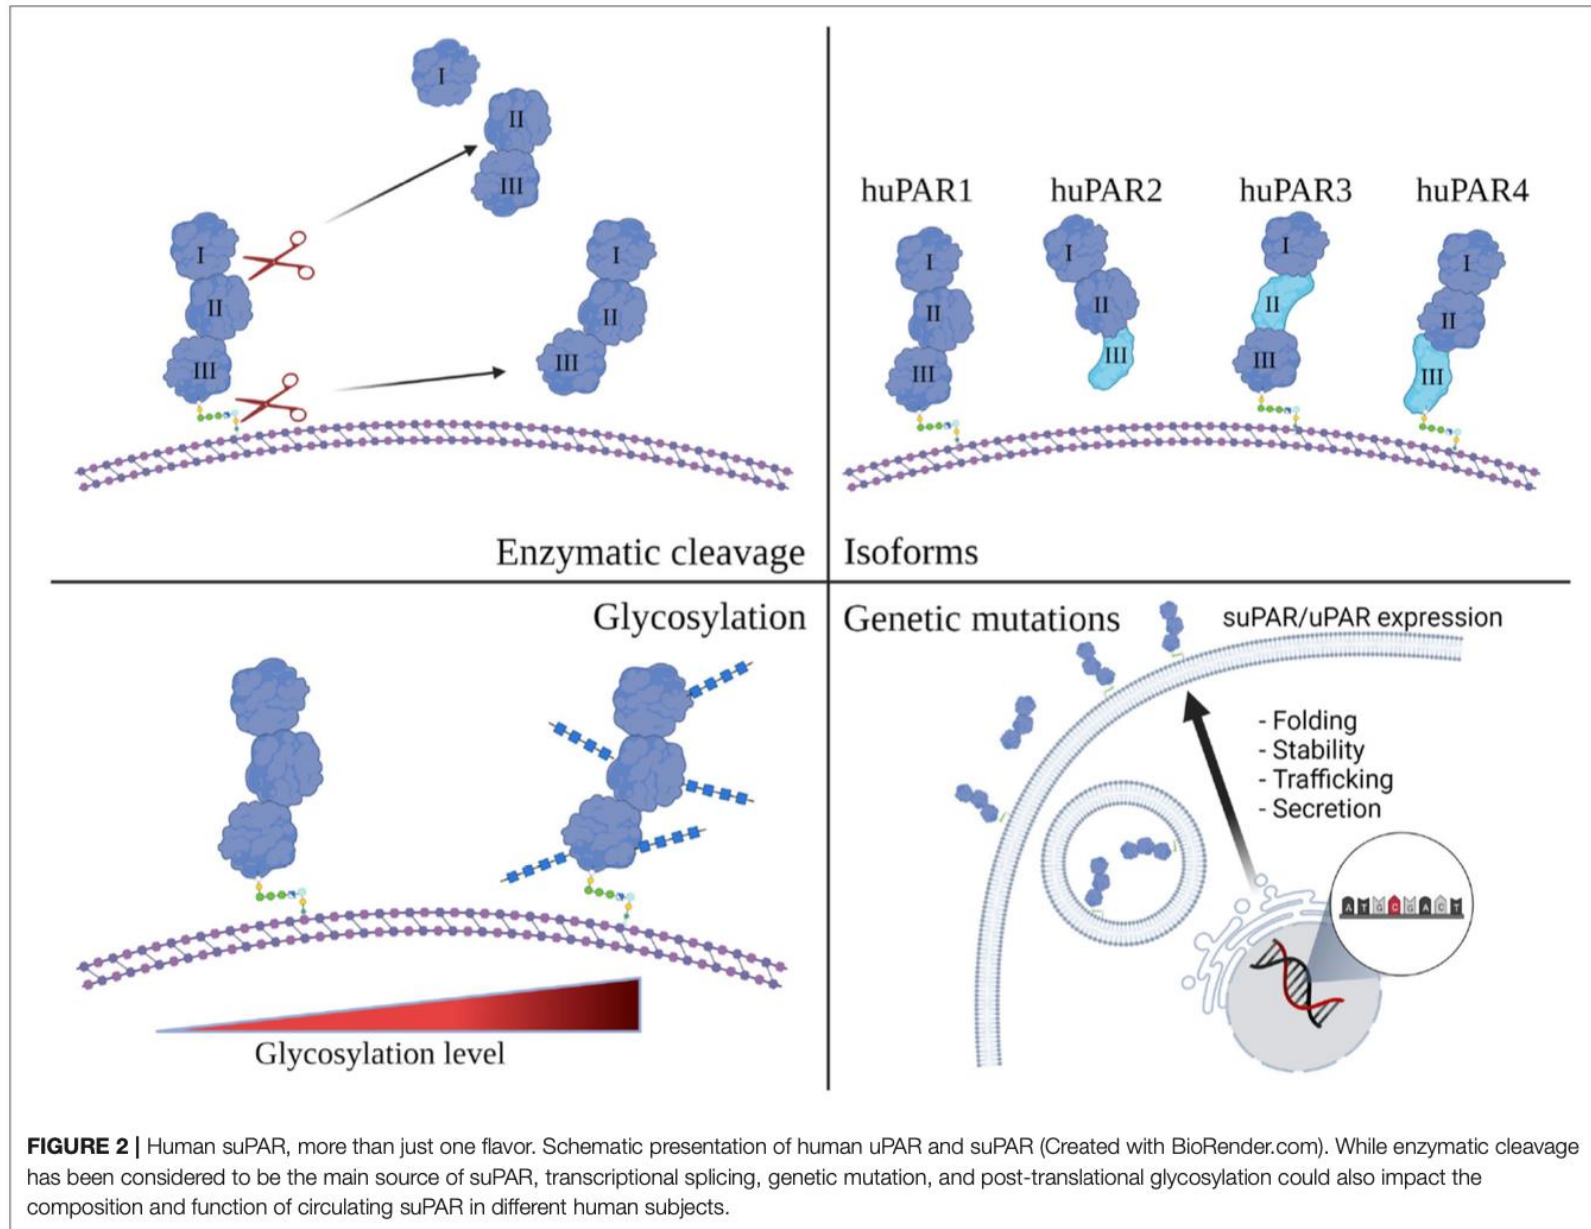 I
II
III
I
II
III
I
II
III
Enzymatic cleavage
huPAR1
huPAR2
huPAR3
huPAR4
I
II
III
I
II
III
I
II
III
I
II
III
Isoforms
Glycosylation
Glycosylation level
Genetic mutations
suPAR/uPAR expression
- Folding
- Stability
- Trafficking
- Secretion
A T G C G A C T
FIGURE 2 | Human suPAR, more than just one flavor. Schematic presentation of human uPAR and suPAR (Created with BioRender.com). While enzymatic cleavage
has been considered to be the main source of suPAR, transcriptional splicing, genetic mutation, and post-translational glycosylation could also impact the
composition and function of circulating suPAR in different human subjects.